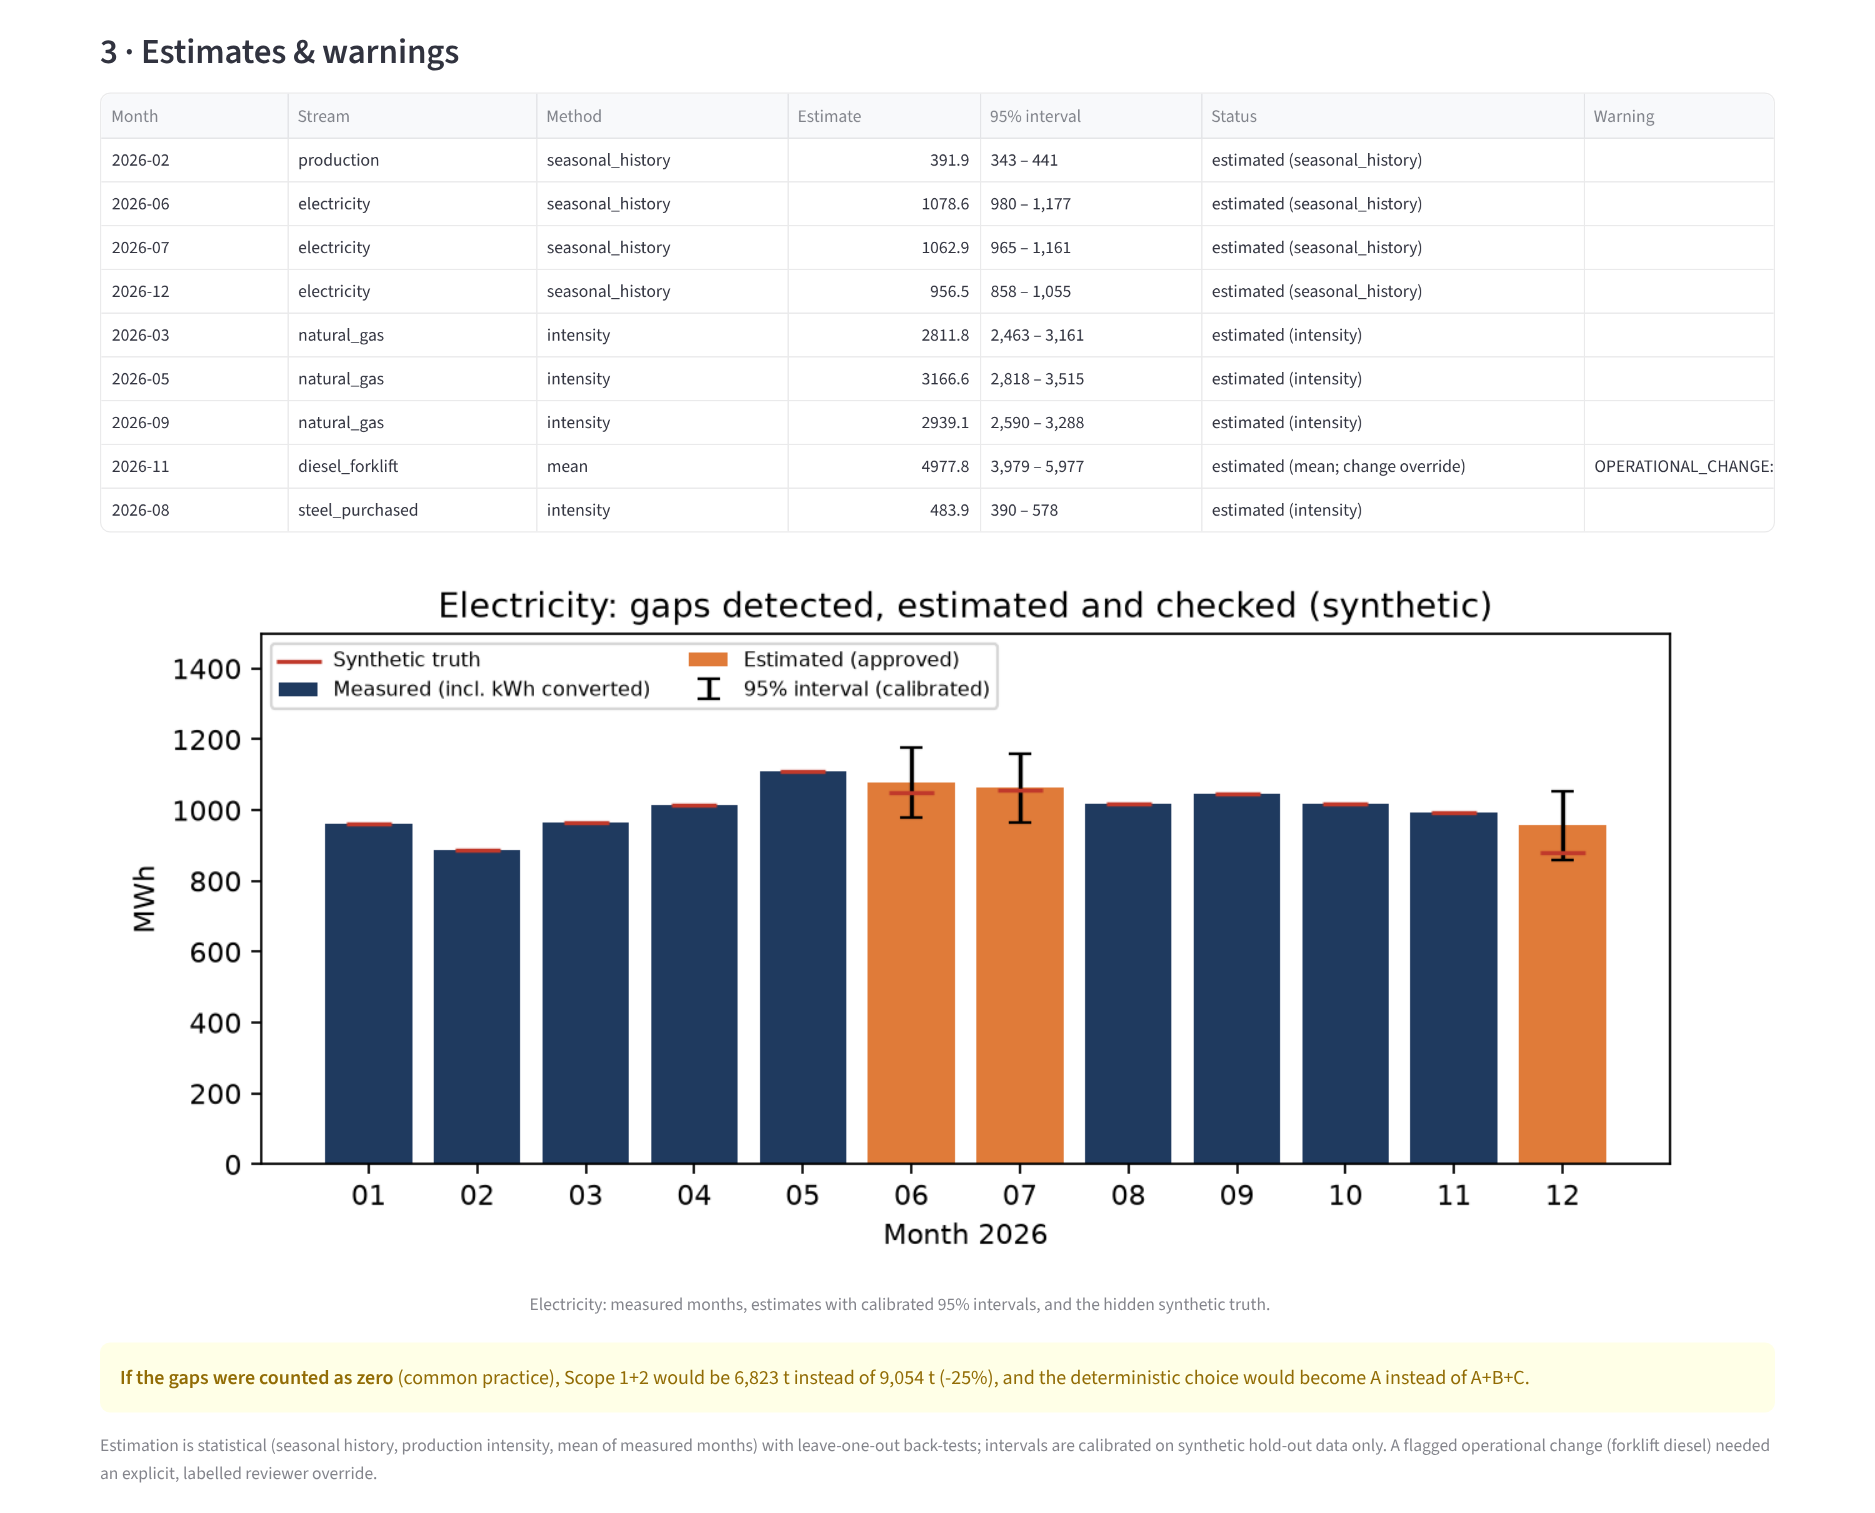 3 · Estimates & warnings
Month Stream Method Estimate 95% interval Status Warning
2026-02 production seasonal_history 391.9 343 – 441 estimated (seasonal_history)
2026-06 electricity seasonal_history 1078.6 980 – 1,177 estimated (seasonal_history)
2026-07 electricity seasonal_history 1062.9 965 – 1,161 estimated (seasonal_history)
2026-12 electricity seasonal_history 956.5 858 – 1,055 estimated (seasonal_history)
2026-03 natural_gas intensity 2811.8 2,463 – 3,161 estimated (intensity)
2026-05 natural_gas intensity 3166.6 2,818 – 3,515 estimated (intensity)
2026-09 natural_gas intensity 2939.1 2,590 – 3,288 estimated (intensity)
2026-11 diesel_forklift mean 4977.8 3,979 – 5,977 estimated (mean; change override) OPERATIONAL_CHANGE:
2026-08 steel_purchased intensity 483.9 390 – 578 estimated (intensity)
Electricity: gaps detected, estimated and checked (synthetic)
Synthetic truth Estimated (approved)
Measured (incl. kWh converted) 95% interval (calibrated)
1400
1200
1000
800
600
400
200
0
MWh
01 02 03 04 05 06 07 08 09 10 11 12
Month 2026
Electricity: measured months, estimates with calibrated 95% intervals, and the hidden synthetic truth.
If the gaps were counted as zero (common practice), Scope 1+2 would be 6,823 t instead of 9,054 t (-25%), and the deterministic choice would become A instead of A+B+C.
Estimation is statistical (seasonal history, production intensity, mean of measured months) with leave-one-out back-tests; intervals are calibrated on synthetic hold-out data only. A flagged operational change (forklift diesel) needed
an explicit, labelled reviewer override.